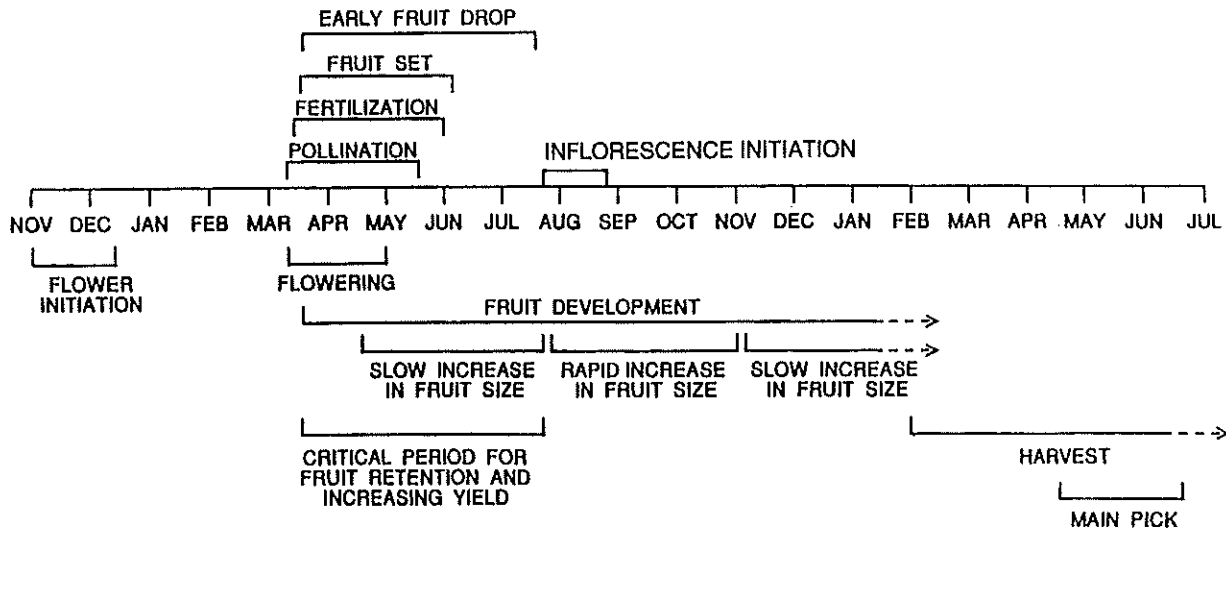 EARLY FRUIT DROP
FRUIT SET
FERTILIZATION
POLLINATION
INFLORESCENCE INITIATION
NOV DEC JAN FEB MAR APR MAY JUN JUL AUG SEP OCT NOV DEC JAN FEB MAR APR MAY JUN JUL
FLOWER
INITIATION
FLOWERING
FRUIT DEVELOPMENT
SLOW INCREASE
IN FRUIT SIZE
RAPID INCREASE
IN FRUIT SIZE
SLOW INCREASE
IN FRUIT SIZE
CRITICAL PERIOD FOR
FRUIT RETENTION AND
INCREASING YIELD
HARVEST
MAIN PICK